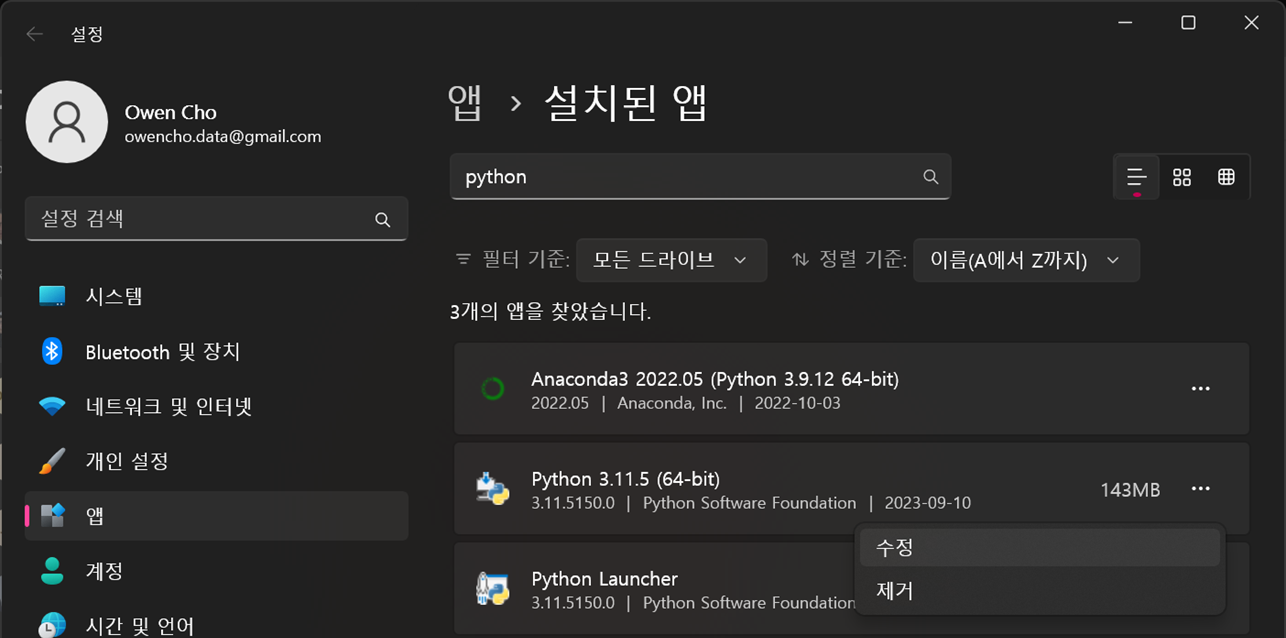 설정
Owen Cho
owencho.data@gmail.com
설정 검색
시스템
Bluetooth 및 장치
네트워크 및 인터넷
개인 설정
앱
계정
시간 및 언어
앱 > 설치된 앱
python
필터 기준: 모든 드라이브 정렬 기준: 이름(A에서 Z까지)
3개의 앱을 찾았습니다.
Anaconda3 2022.05 (Python 3.9.12 64-bit)
2022.05 | Anaconda, Inc. | 2022-10-03
Python 3.11.5 (64-bit)
3.11.5150.0 | Python Software Foundation | 2023-09-10
143MB
수정
제거
Python Launcher
3.11.5150.0 | Python Software Foundation